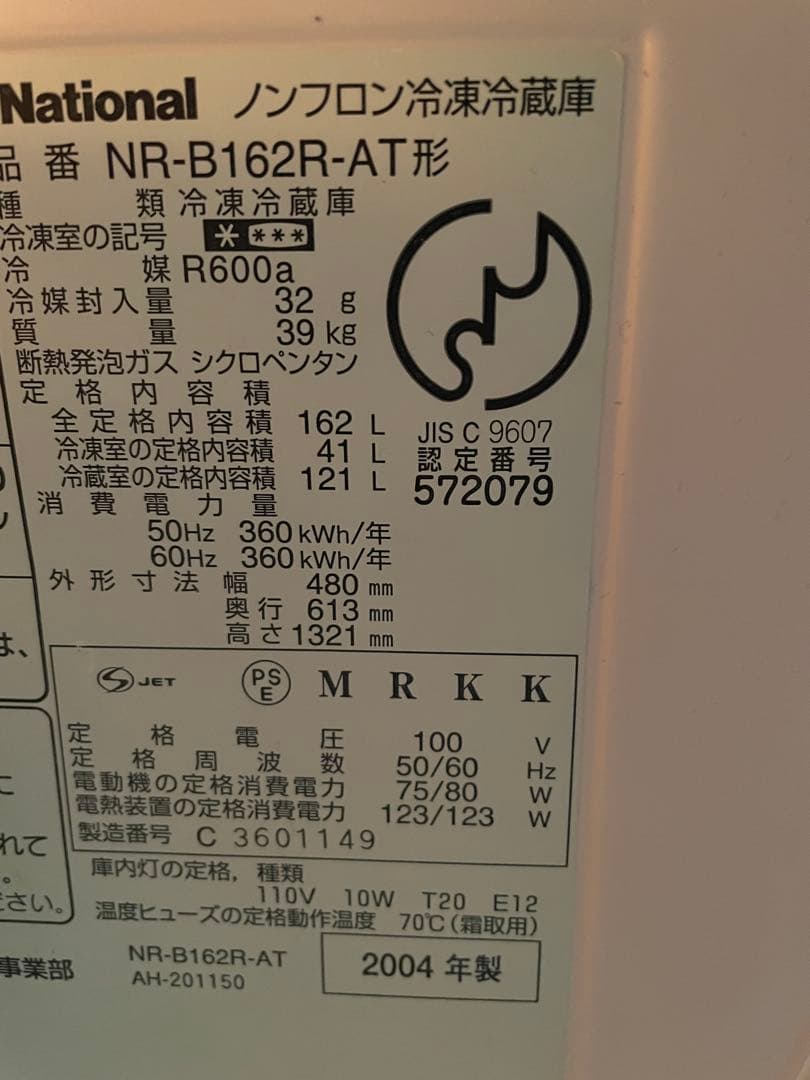 National ノンフロン冷凍冷蔵庫
品番 NR-B162R-AT形
種類 冷凍冷蔵庫
冷凍室の記号 * ***
冷媒 R600a
冷媒封入量 32 g
質量 39 kg
断熱発泡ガス シクロペンタン
定格内容積
全定格内容積 162 L
冷凍室の定格内容積 41 L
冷蔵室の定格内容積 121 L
JIS C 9607
認定番号
572079
消費電力量
50Hz 360 kWh/年
60Hz 360 kWh/年
外形寸法 幅 480 mm
奥行 613 mm
高さ 1321 mm
は、
S JET PSE M R K K
定格電圧 100 V
定格周波数 50/60 Hz
電動機の定格消費電力 75/80 W
電熱装置の定格消費電力 123/123 W
製造番号 C 3601149
に
れて
。
ださい。
庫内灯の定格, 種類
110V 10W T20 E12
温度ヒューズの定格動作温度 70℃(霜取用)
事業部
NR-B162R-AT
AH-201150
2004 年製